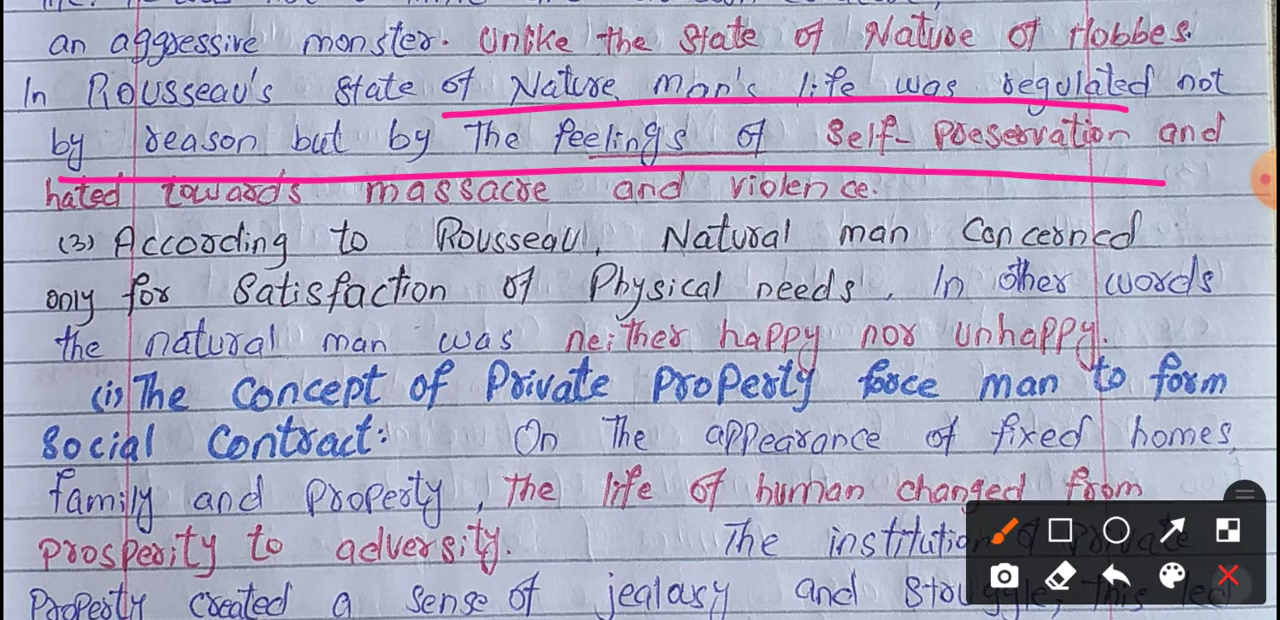 an aggressive monster. Unlike the State of Nature of Hobbes.
In Rousseau's State of Nature man's life was regulated not
by reason but by The feelings of Self-Preservation and
hated towards massacre and violence.
(3) According to Rousseau, Natural man Concerned
only for Satisfaction of Physical needs, In other words
the natural man was neither happy nor unhappy.
(i) The Concept of Private Property force man to form
Social Contract: On The appearance of fixed homes,
family and Property, the life of human changed from
prosperity to adversity. The institution of Private
Property created a sense of jealousy and Struggle, This led